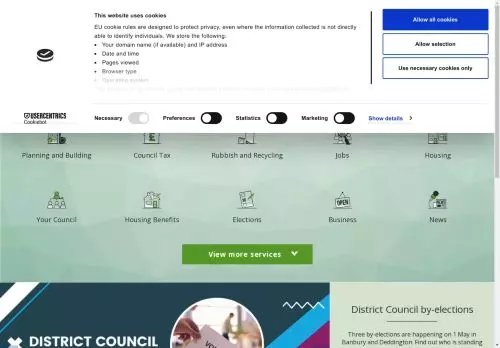 This website uses cookies
EU cookie rules are designed to protect privacy, even where the information collected is not directly
able to identify individuals. We store the following:
Your domain name (if available) and IP address
Date and time
Pages viewed
Browser type
Operating system
Allow all cookies
Allow selection
Use necessary cookies only
USERCENTRICS
Cookiebot
Necessary
Preferences
Statistics
Marketing
Show details
Planning and Building
Council Tax
Rubbish and Recycling
Jobs
Housing
OPEN
Your Council
Housing Benefits
Elections
Business
News
View more services
DISTRICT COUNCIL
District Council by-elections
Three by-elections are happening on 1 May in
Banbury and Deddington. Find out who is standing